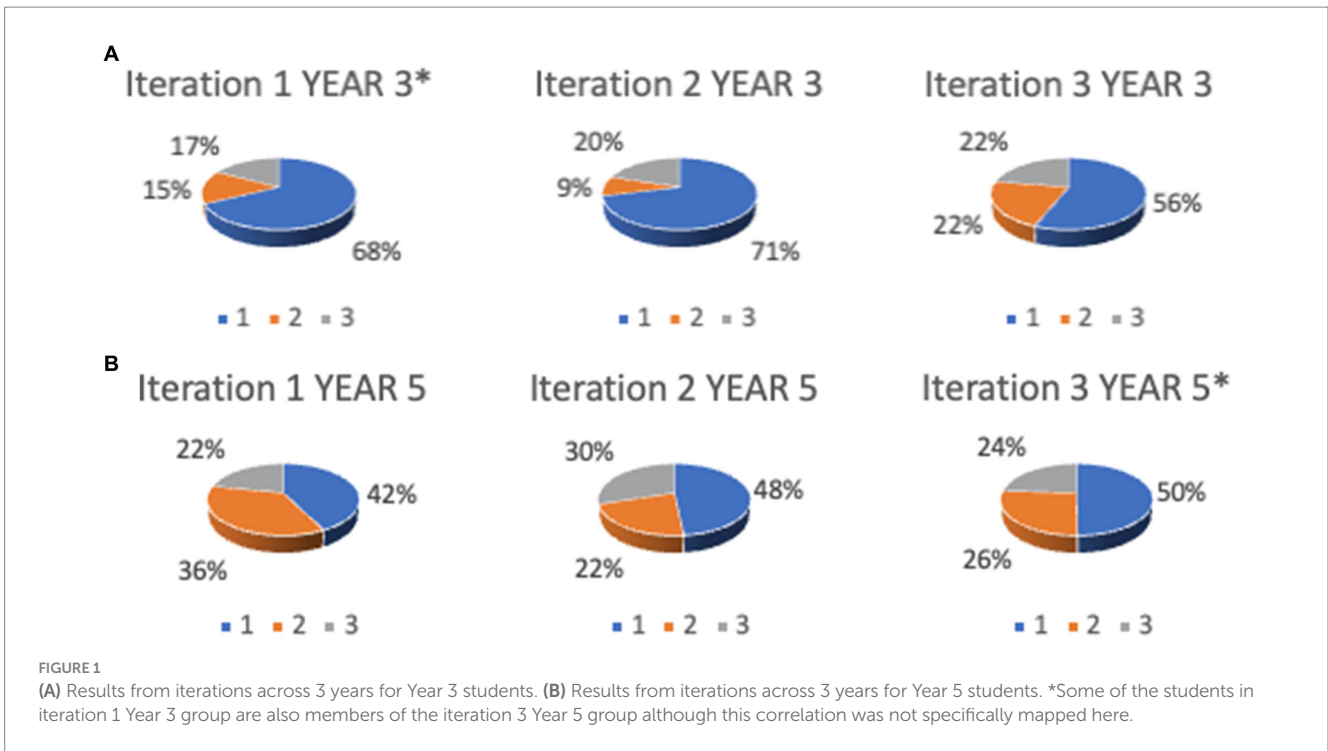 A
Iteration 1 YEAR 3*
17%
15%
68%
1 2 3
Iteration 2 YEAR 3
20%
9%
71%
1 2 3
Iteration 3 YEAR 3
22%
56%
22%
1 2 3
B
Iteration 1 YEAR 5
22%
42%
36%
1 2 3
Iteration 2 YEAR 5
30%
48%
22%
1 2 3
Iteration 3 YEAR 5*
24%
50%
26%
1 2 3
FIGURE 1
(A) Results from iterations across 3 years for Year 3 students. (B) Results from iterations across 3 years for Year 5 students. *Some of the students in
iteration 1 Year 3 group are also members of the iteration 3 Year 5 group although this correlation was not specifically mapped here.